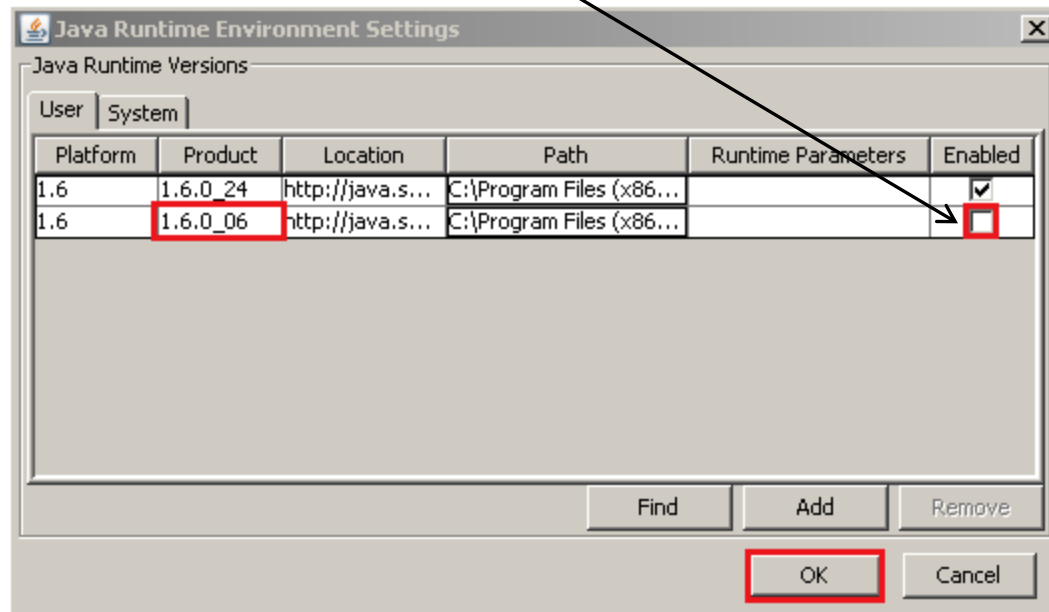 Java Runtime Environment Settings
Java Runtime Versions
User System
Platform Product Location Path Runtime Parameters Enabled
1.6 1.6.0_24 http://java.s... C:\Program Files (x86...
1.6 1.6.0_06 http://java.s... C:\Program Files (x86...
Find Add Remove
OK Cancel